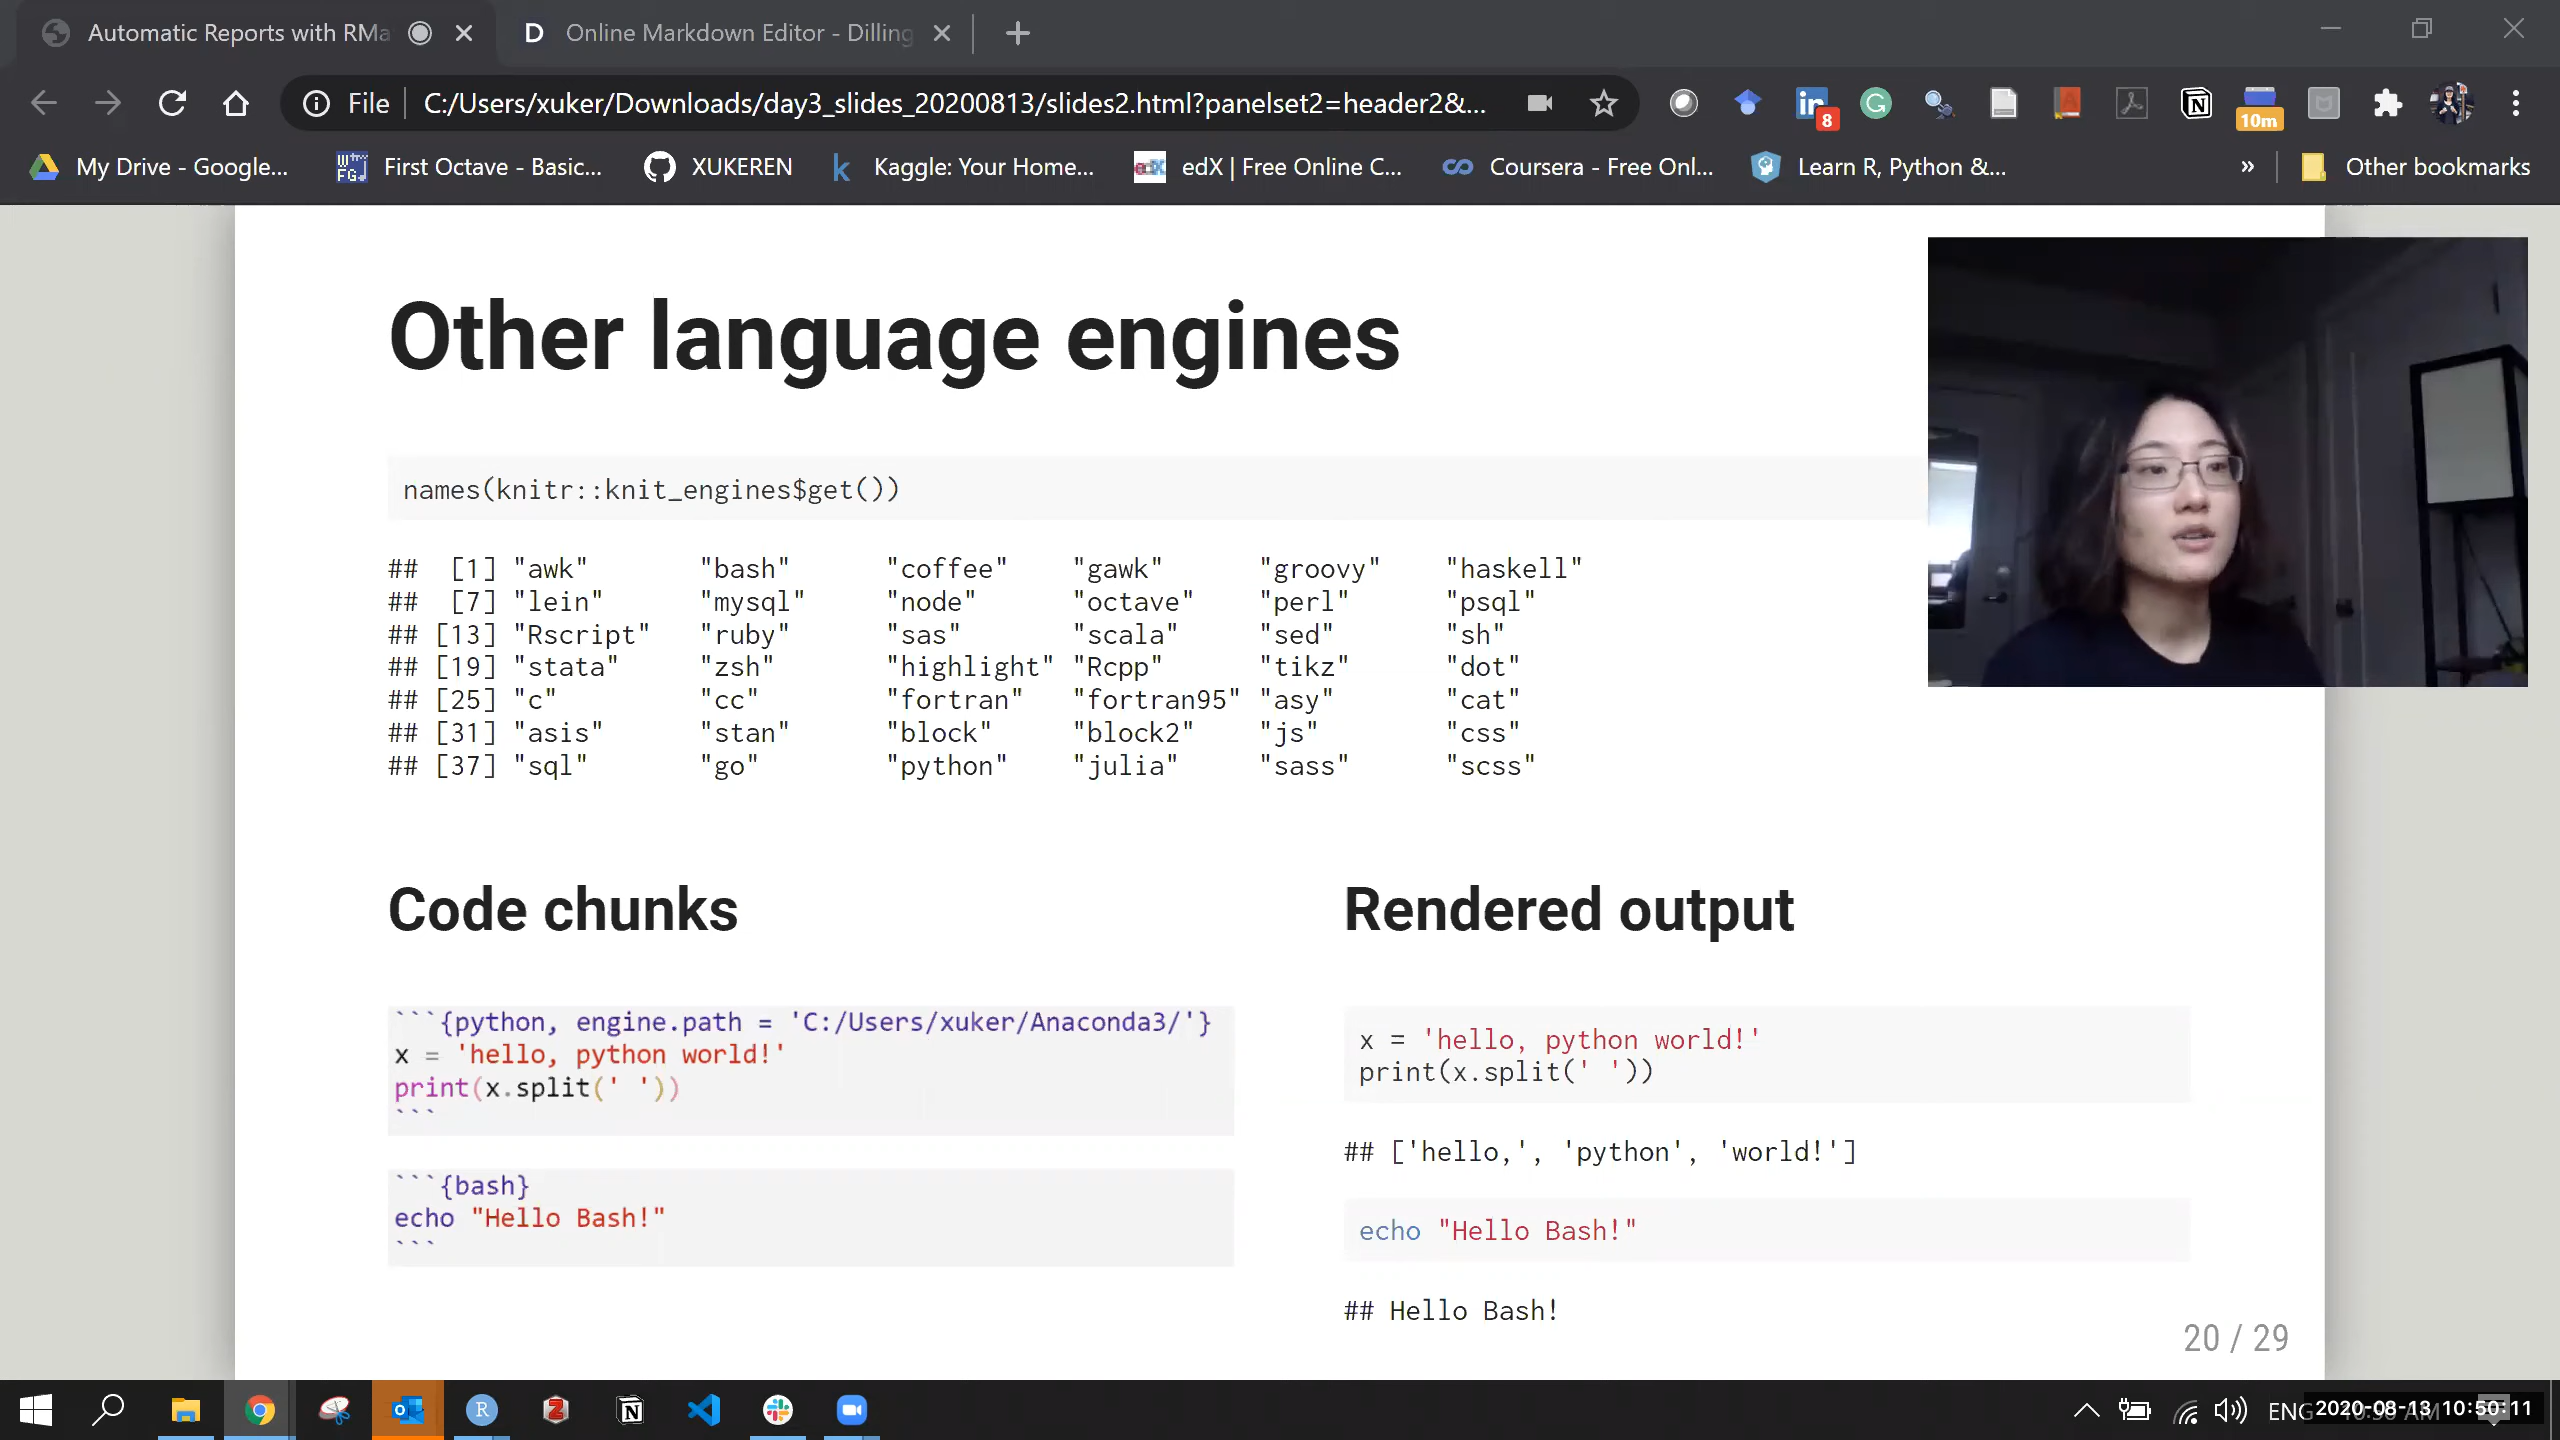 Automatic Reports with RMa
D Online Markdown Editor - Dilling
File C:/Users/xuker/Downloads/day3_slides_20200813/slides2.html?panelset2=header2&...
8
10m
My Drive - Google...
First Octave - Basic...
XUKEREN
Kaggle: Your Home...
edX | Free Online C...
Coursera - Free Onl...
Learn R, Python &...
»
Other bookmarks
Other language engines
names(knitr::knit_engines$get())
## [1] "awk" "bash" "coffee" "gawk" "groovy" "haskell"
## [7] "lein" "mysql" "node" "octave" "perl" "psql"
## [13] "Rscript" "ruby" "sas" "scala" "sed" "sh"
## [19] "stata" "zsh" "highlight" "Rcpp" "tikz" "dot"
## [25] "c" "cc" "fortran" "fortran95" "asy" "cat"
## [31] "asis" "stan" "block" "block2" "js" "css"
## [37] "sql" "go" "python" "julia" "sass" "scss"
Code chunks
```{python, engine.path = 'C:/Users/xuker/Anaconda3/'}
x = 'hello, python world!'
print(x.split(' '))
```
```{bash}
echo "Hello Bash!"
```
Rendered output
x = 'hello, python world!'
print(x.split(' '))
## ['hello,', 'python', 'world!']
echo "Hello Bash!"
## Hello Bash!
20 / 29
ENG
2020-08-13 10:50:11